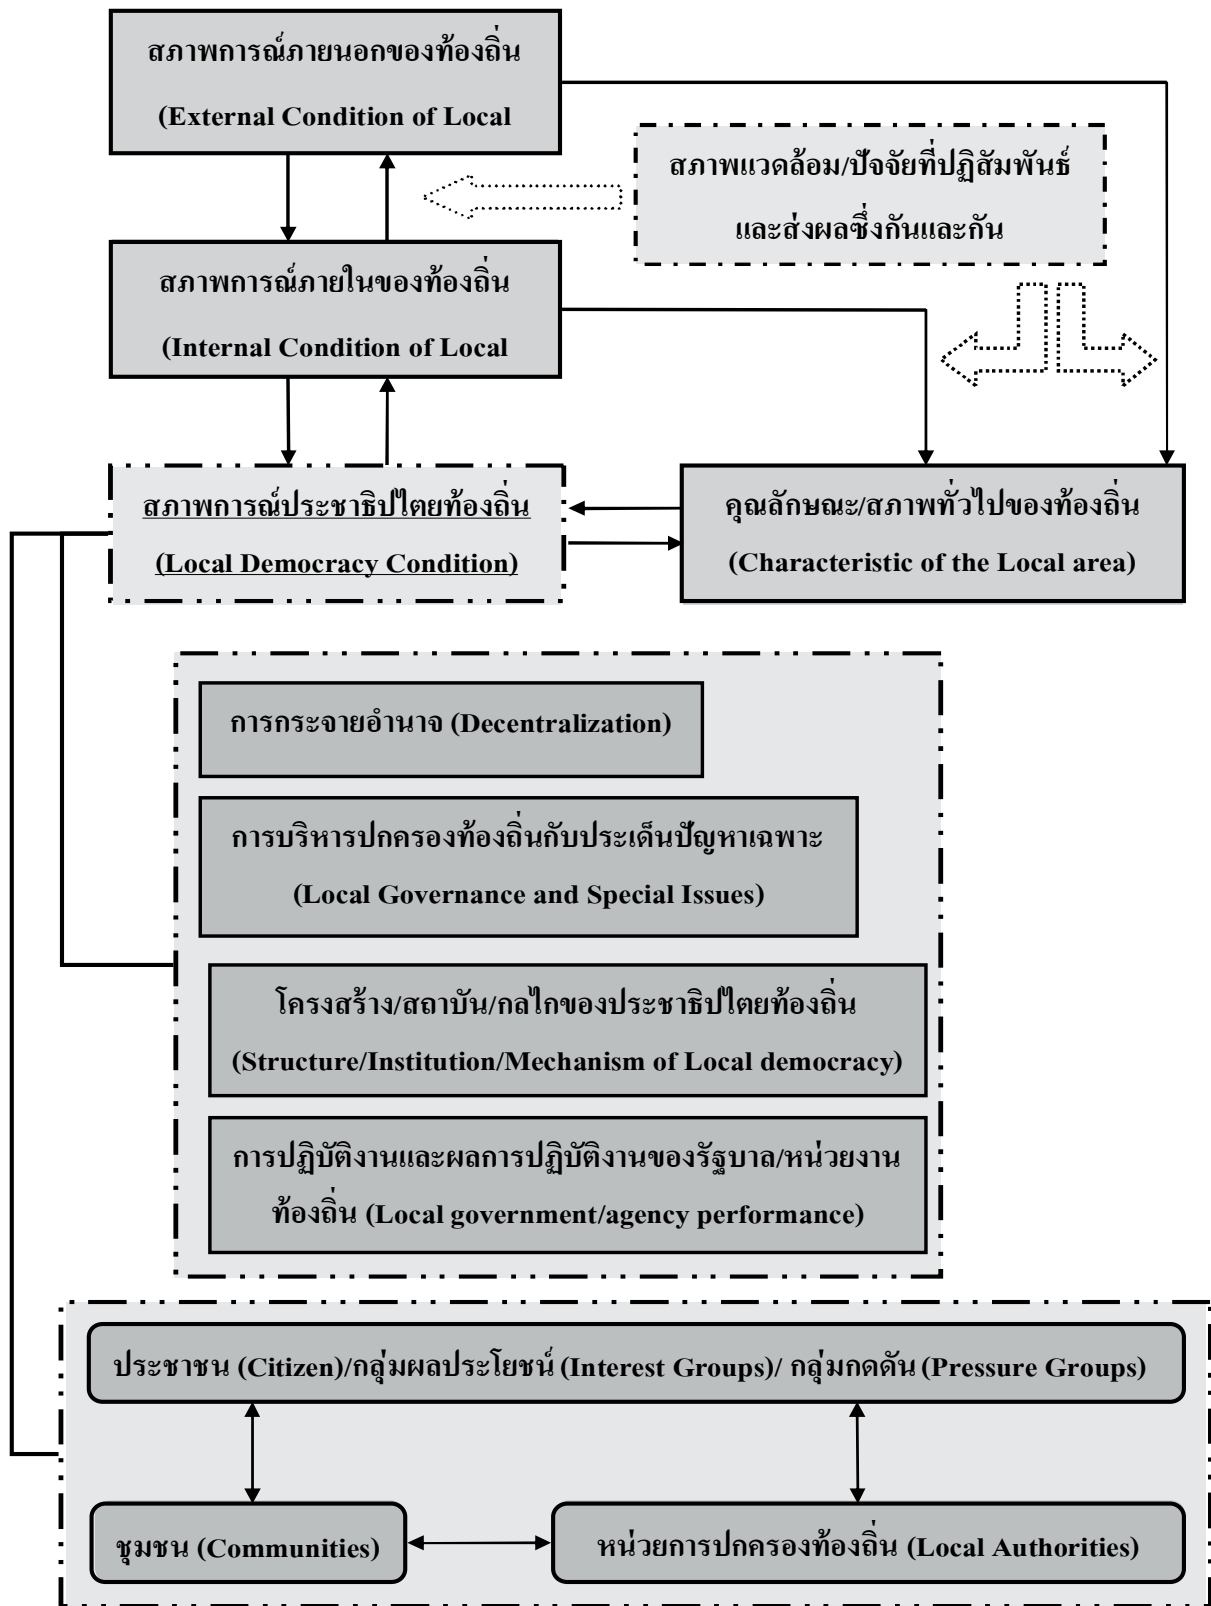 สภาพการณ์ภายนอกของท้องถิ่น
(External Condition of Local
สภาพแวดล้อม/ปัจจัยที่ปฏิสัมพันธ์
และส่งผลซึ่งกันและกัน
สภาพการณ์ภายในของท้องถิ่น
(Internal Condition of Local
สภาพการณ์ประชาธิปไตยท้องถิ่น
(Local Democracy Condition)
คุณลักษณะ/สภาพทั่วไปของท้องถิ่น
(Characteristic of the Local area)
การกระจายอำนาจ (Decentralization)
การบริหารปกครองท้องถิ่นกับประเด็นปัญหาเฉพาะ
(Local Governance and Special Issues)
โครงสร้าง/สถาบัน/กลไกของประชาธิปไตยท้องถิ่น
(Structure/Institution/Mechanism of Local democracy)
การปฏิบัติงานและผลการปฏิบัติงานของรัฐบาล/หน่วยงาน
ท้องถิ่น (Local government/agency performance)
ประชาชน (Citizen)/กลุ่มผลประโยชน์ (Interest Groups)/ กลุ่มกดดัน (Pressure Groups)
ชุมชน (Communities)
หน่วยการปกครองท้องถิ่น (Local Authorities)